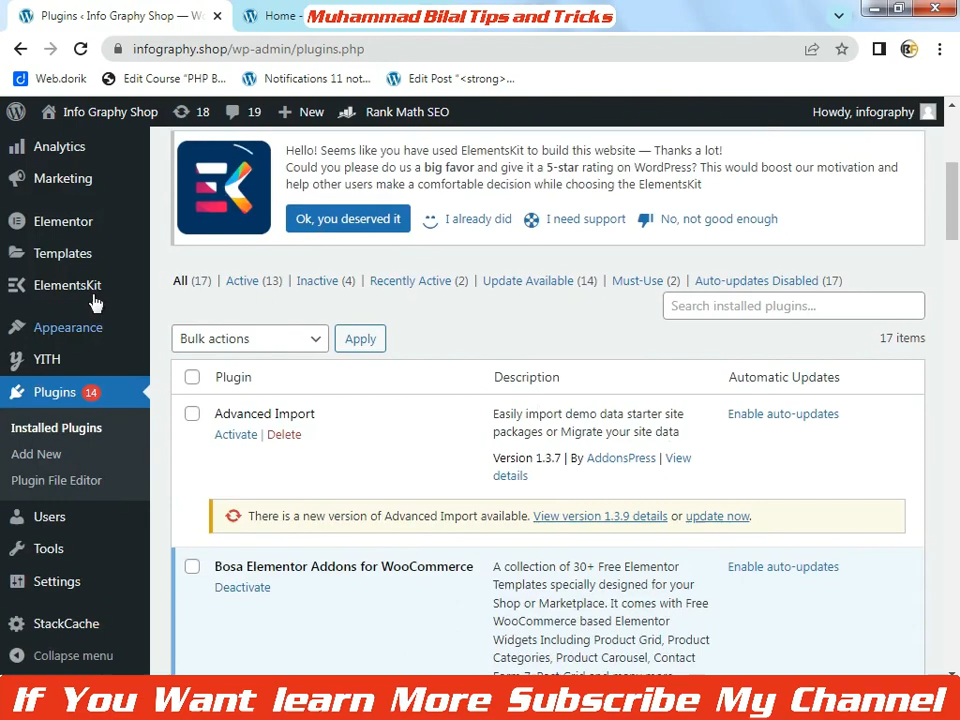 Plugins ‹ Info Graphy Shop — Wo
Home -
Muhammad Bilal Tips and Tricks
infography.shop/wp-admin/plugins.php
Web.dorik
Edit Course "PHP B...
Notifications 11 not...
Edit Post "<strong>...
Info Graphy Shop
18
19
New
Rank Math SEO
Howdy, infography
Analytics
Marketing
Elementor
Templates
ElementsKit
Appearance
YITH
Plugins 14
Installed Plugins
Add New
Plugin File Editor
Users
Tools
Settings
StackCache
Collapse menu
Hello! Seems like you have used ElementsKit to build this website — Thanks a lot!
Could you please do us a big favor and give it a 5-star rating on WordPress? This would boost our motivation and
help other users make a comfortable decision while choosing the ElementsKit
Ok, you deserved it
I already did
I need support
No, not good enough
All (17) | Active (13) | Inactive (4) | Recently Active (2) | Update Available (14) | Must-Use (2) | Auto-updates Disabled (17)
Search installed plugins...
Bulk actions
Apply
17 items
Plugin
Description
Automatic Updates
Advanced Import
Activate | Delete
Easily import demo data starter site
packages or Migrate your site data
Version 1.3.7 | By AddonsPress | View
details
Enable auto-updates
There is a new version of Advanced Import available. View version 1.3.9 details or update now.
Bosa Elementor Addons for WooCommerce
Deactivate
A collection of 30+ Free Elementor
Templates specially designed for your
Shop or Marketplace. It comes with Free
WooCommerce based Elementor
Widgets Including Product Grid, Product
Categories, Product Carousel, Contact
Form 7, Post Grid and many more
Enable auto-updates
If You Want learn More Subscribe My Channel